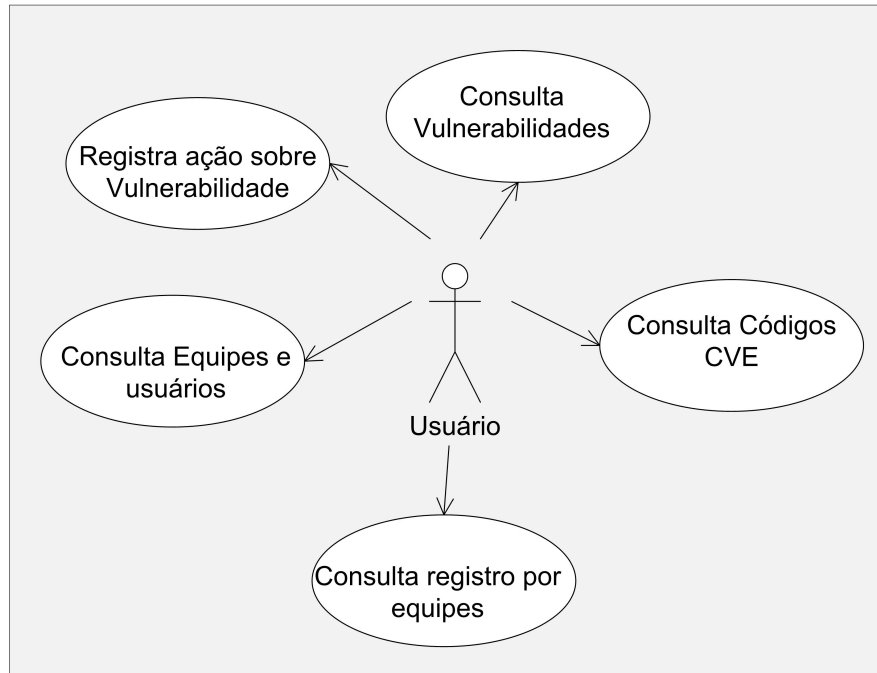 Consulta
Vulnerabilidades
Registra ação sobre
Vulnerabilidade
Consulta Códigos
CVE
Consulta Equipes e
usuários
Usuário
Consulta registro por
equipes